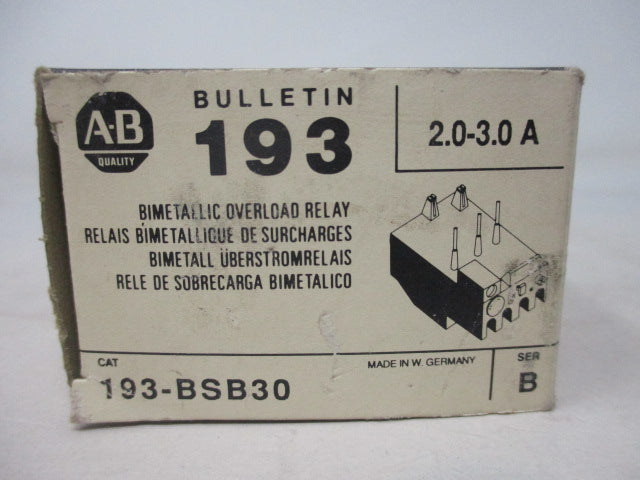 A-B
QUALITY
BULLETIN
193
2.0-3.0 A
BIMETALLIC OVERLOAD RELAY
RELAIS BIMETALLIQUE DE SURCHARGES
BIMETALL ÜBERSTROMRELAIS
RELE DE SOBRECARGA BIMETALICO
CAT
193-BSB30
MADE IN W. GERMANY
SER
B